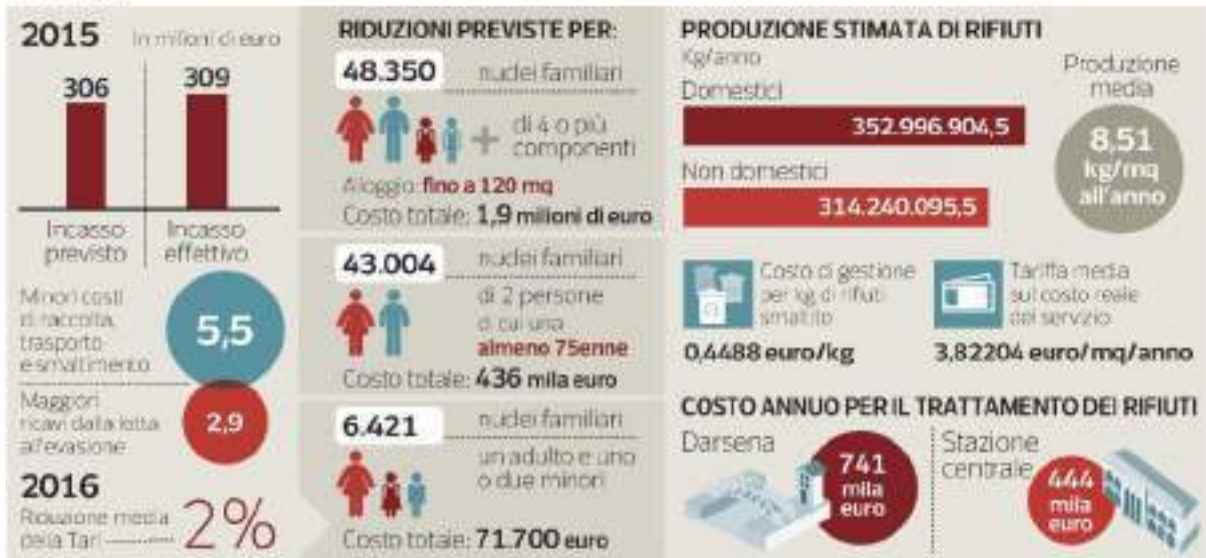 2015
In milioni di euro
306
309
Incasso
previsto
Incasso
effettivo
Minori costi
di raccolta,
trasporto
e smaltimento
5,5
Maggiori
ricavi dalla lotta
all'evasione
2,9
2016
Riduzione media
della Tari
2%
RIDUZIONI PREVISTE PER:
48.350
nuclei familiari
+ di 4 o più
componenti
Alloggio: fino a 120 mq
Costo totale: 1,9 milioni di euro
43.004
nuclei familiari
di 2 persone
di cui una
almeno 75enne
Costo totale: 436 mila euro
6.421
nuclei familiari
un adulto e uno
o due minori
Costo totale: 71.700 euro
PRODUZIONE STIMATA DI RIFIUTI
Kg/anno
Domestici
352.996.904,5
Non domestici
314.240.095,5
Produzione
media
8,51
kg/mq
all'anno
Costo di gestione
per kg di rifiuti
smaltito
0,4488 euro/kg
Tariffa media
sul costo reale
del servizio
3,82204 euro/mq/anno
COSTO ANNUO PER IL TRATTAMENTO DEI RIFIUTI
Darsena
741
mila
euro
Stazione
centrale
444
mila
euro